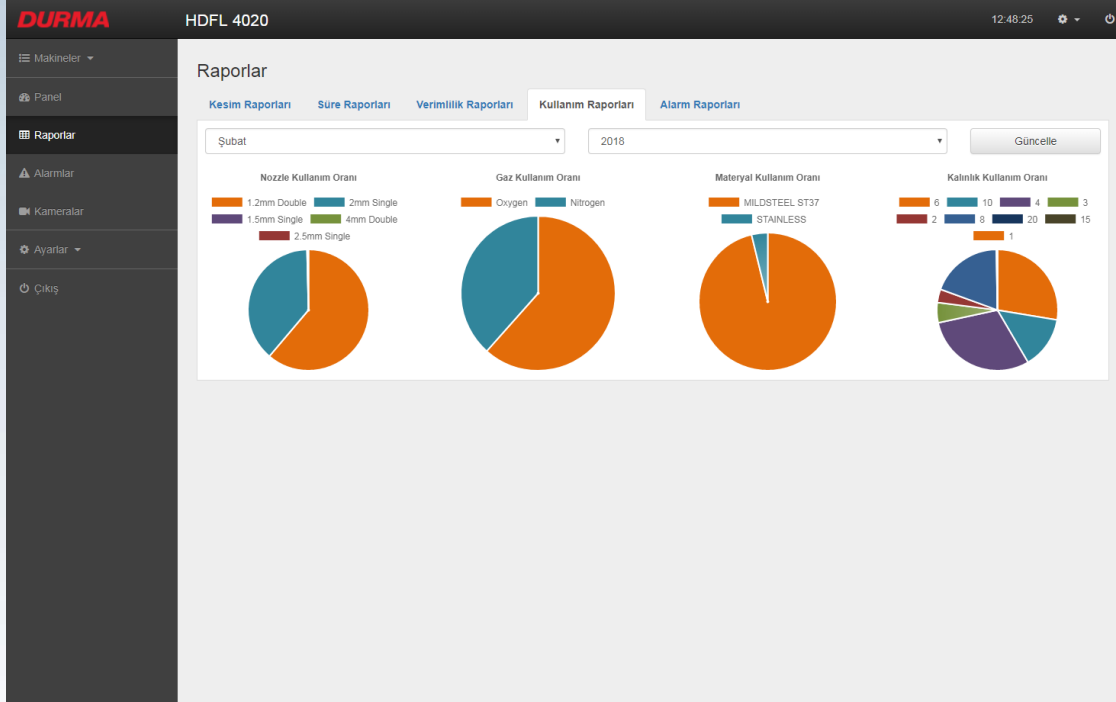 DURMA
HDFL 4020
12:48:25
Makineler
Panel
Raporlar
Alarmlar
Kameralar
Ayarlar
Çıkış
Raporlar
Kesim Raporları Süre Raporları Verimlilik Raporları Kullanım Raporları Alarm Raporları
Şubat 2018 Güncelle
Nozzle Kullanım Oranı
1.2mm Double 2mm Single
1.5mm Single 4mm Double
2.5mm Single
Gaz Kullanım Oranı
Oxygen Nitrogen
Materyal Kullanım Oranı
MILDSTEEL ST37
STAINLESS
Kalınlık Kullanım Oranı
6 10 4 3
2 8 20 15
1